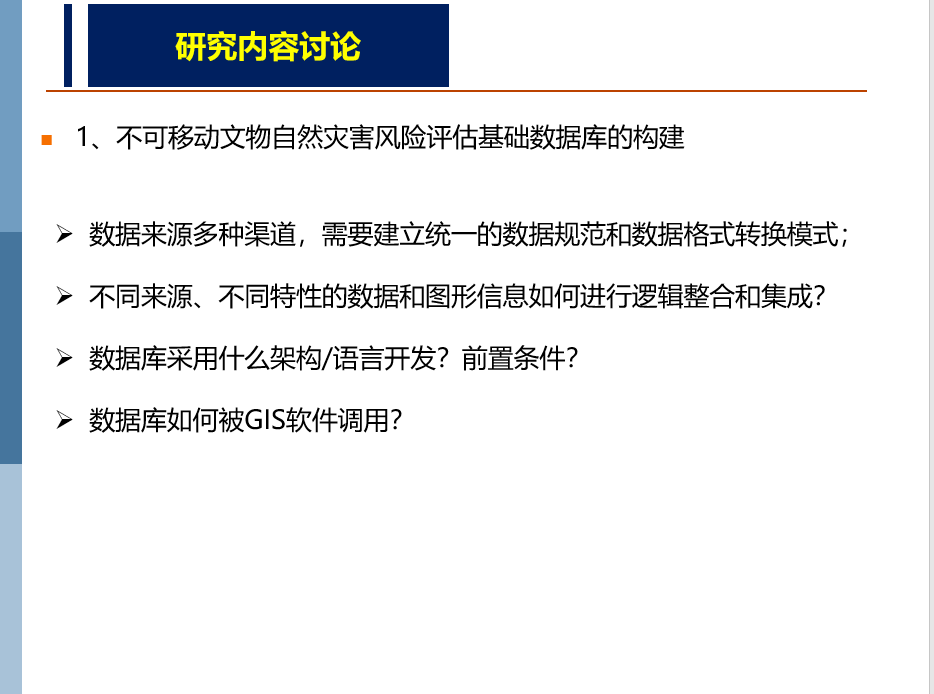 研究内容讨论
1、不可移动文物自然灾害风险评估基础数据库的构建
数据来源多种渠道，需要建立统一的数据规范和数据格式转换模式；
不同来源、不同特性的数据和图形信息如何进行逻辑整合和集成？
数据库采用什么架构/语言开发？前置条件？
数据库如何被GIS软件调用？